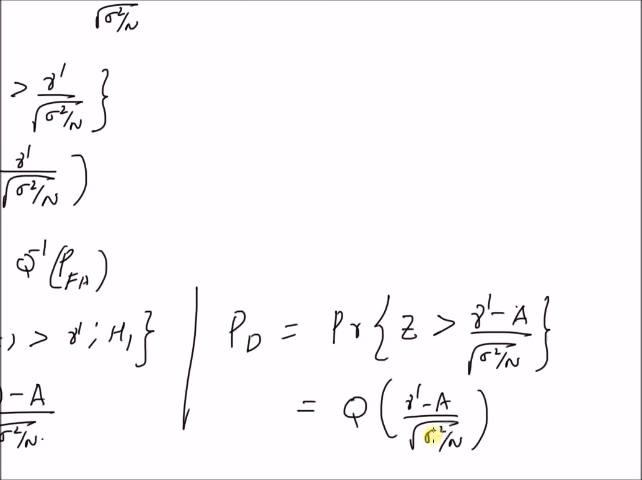 √σ²/N
> γ' / √σ²/N }
γ' / √σ²/N )
Q⁻¹(P_FA)
, > γ' ; H₁ } | P_D = Pr { Z > γ' - A / √σ²/N }
) - A / √σ²/N. = Q ( γ' - A / √σ²/N )